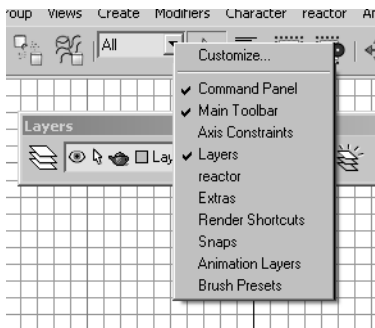 roup Views Create Modifiers Character reactor
All
Customize...
Command Panel
Main Toolbar
Axis Constraints
Layers
reactor
Extras
Render Shortcuts
Snaps
Animation Layers
Brush Presets
Layers